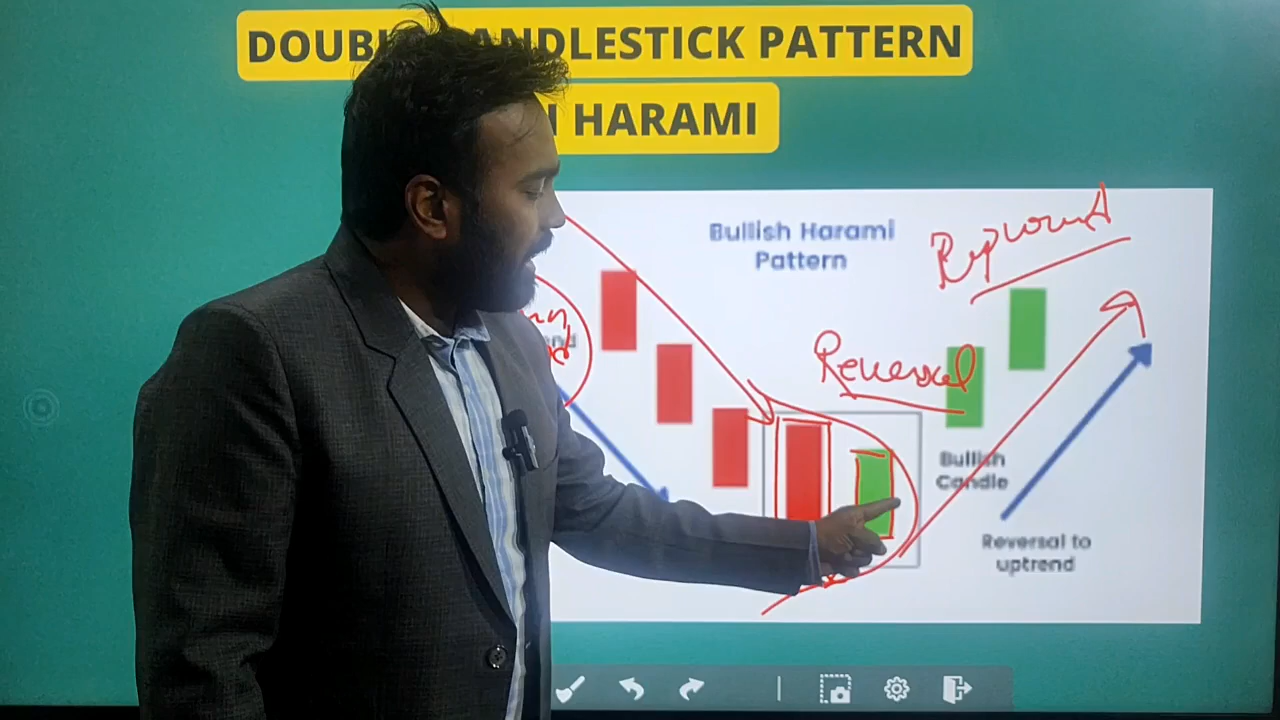 DOUB ANDLESTICK PATTERN
HARAMI
Bullish Harami
Pattern
Reversal
Bullish
Candle
Reversal to
uptrend